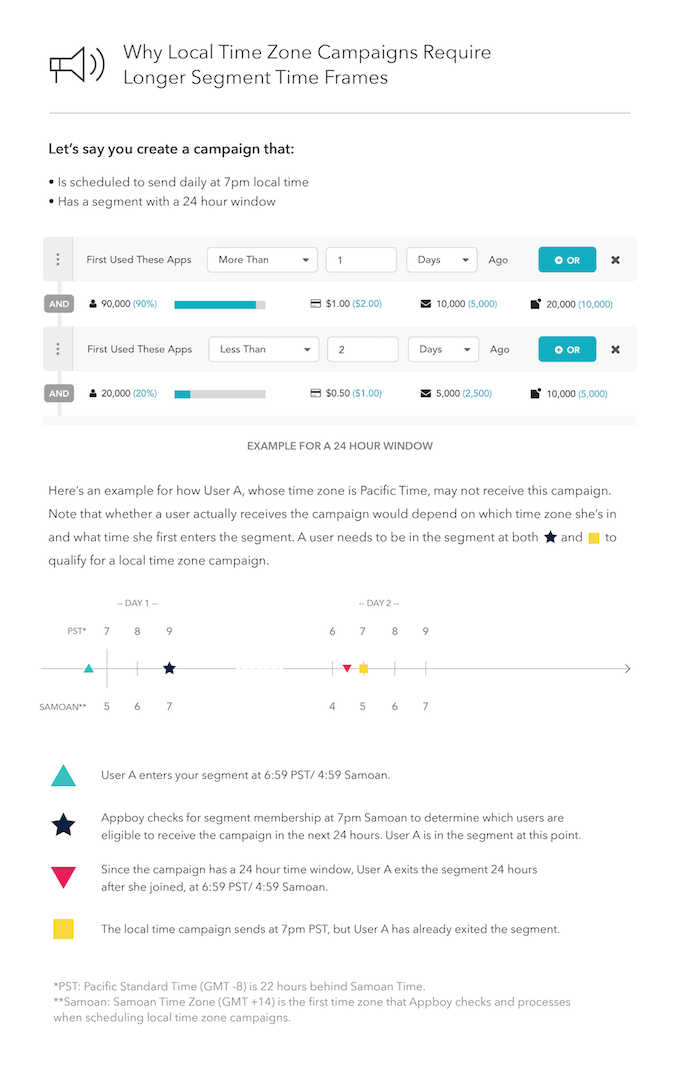 Why Local Time Zone Campaigns Require
Longer Segment Time Frames
Let's say you create a campaign that:
• Is scheduled to send daily at 7pm local time
• Has a segment with a 24 hour window
First Used These Apps More Than 1 Days Ago OR
AND 90,000 (90%) $1.00 ($2.00) 10,000 (5,000) 20,000 (10,000)
First Used These Apps Less Than 2 Days Ago OR
AND 20,000 (20%) $0.50 ($1.00) 5,000 (2,500) 10,000 (5,000)
EXAMPLE FOR A 24 HOUR WINDOW
Here's an example for how User A, whose time zone is Pacific Time, may not receive this campaign.
Note that whether a user actually receives the campaign would depend on which time zone she's in
and what time she first enters the segment. A user needs to be in the segment at both and to
qualify for a local time zone campaign.
-- DAY 1 -- -- DAY 2 --
PST* 7 8 9 6 7 8 9
SAMOAN** 5 6 7 4 5 6 7
User A enters your segment at 6:59 PST/ 4:59 Samoan.
Appboy checks for segment membership at 7pm Samoan to determine which users are
eligible to receive the campaign in the next 24 hours. User A is in the segment at this point.
Since the campaign has a 24 hour time window, User A exits the segment 24 hours
after she joined, at 6:59 PST/ 4:59 Samoan.
The local time campaign sends at 7pm PST, but User A has already exited the segment.
*PST: Pacific Standard Time (GMT -8) is 22 hours behind Samoan Time.
**Samoan: Samoan Time Zone (GMT +14) is the first time zone that Appboy checks and processes
when scheduling local time zone campaigns.